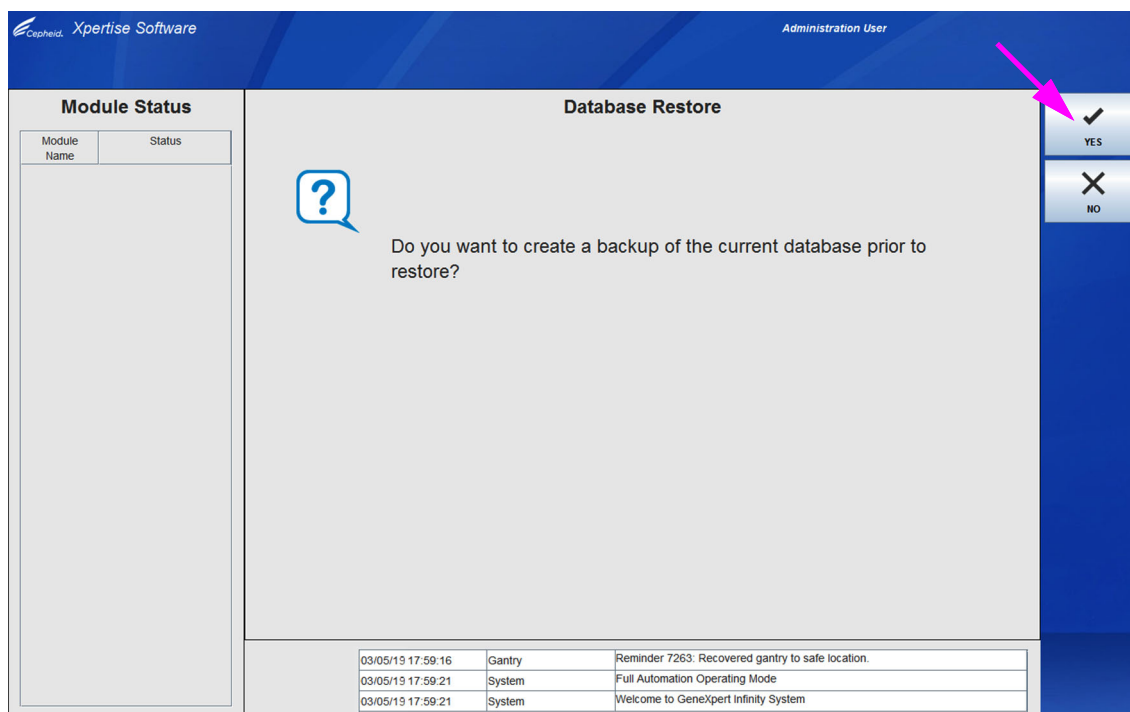 Cepheid. Xpertise Software
Administration User
Module Status
Module Name
Status
Database Restore
YES
NO
?
Do you want to create a backup of the current database prior to
restore?
03/05/19 17:59:16 Gantry Reminder 7263: Recovered gantry to safe location.
03/05/19 17:59:21 System Full Automation Operating Mode
03/05/19 17:59:21 System Welcome to GeneXpert Infinity System